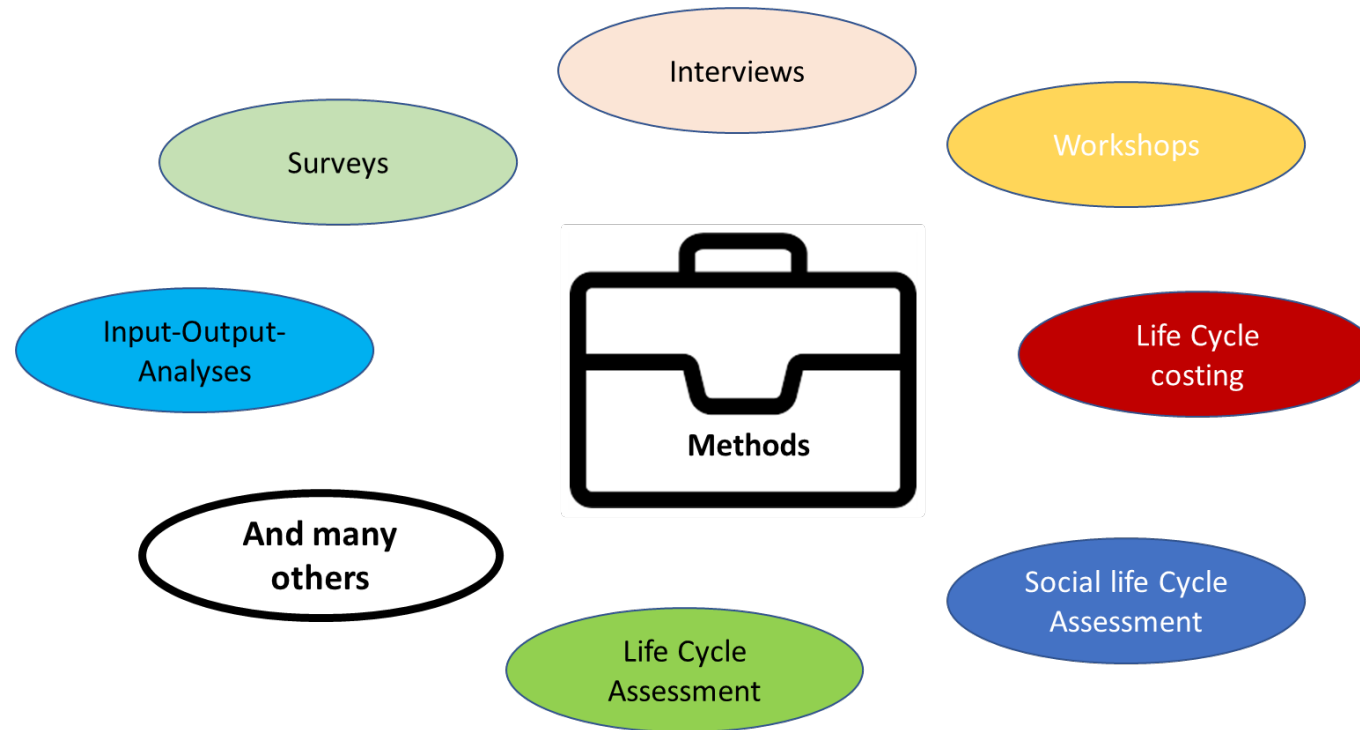 Interviews
Workshops
Surveys
Life Cycle
costing
Input-Output-
Analyses
Methods
And many
others
Social life Cycle
Assessment
Life Cycle
Assessment